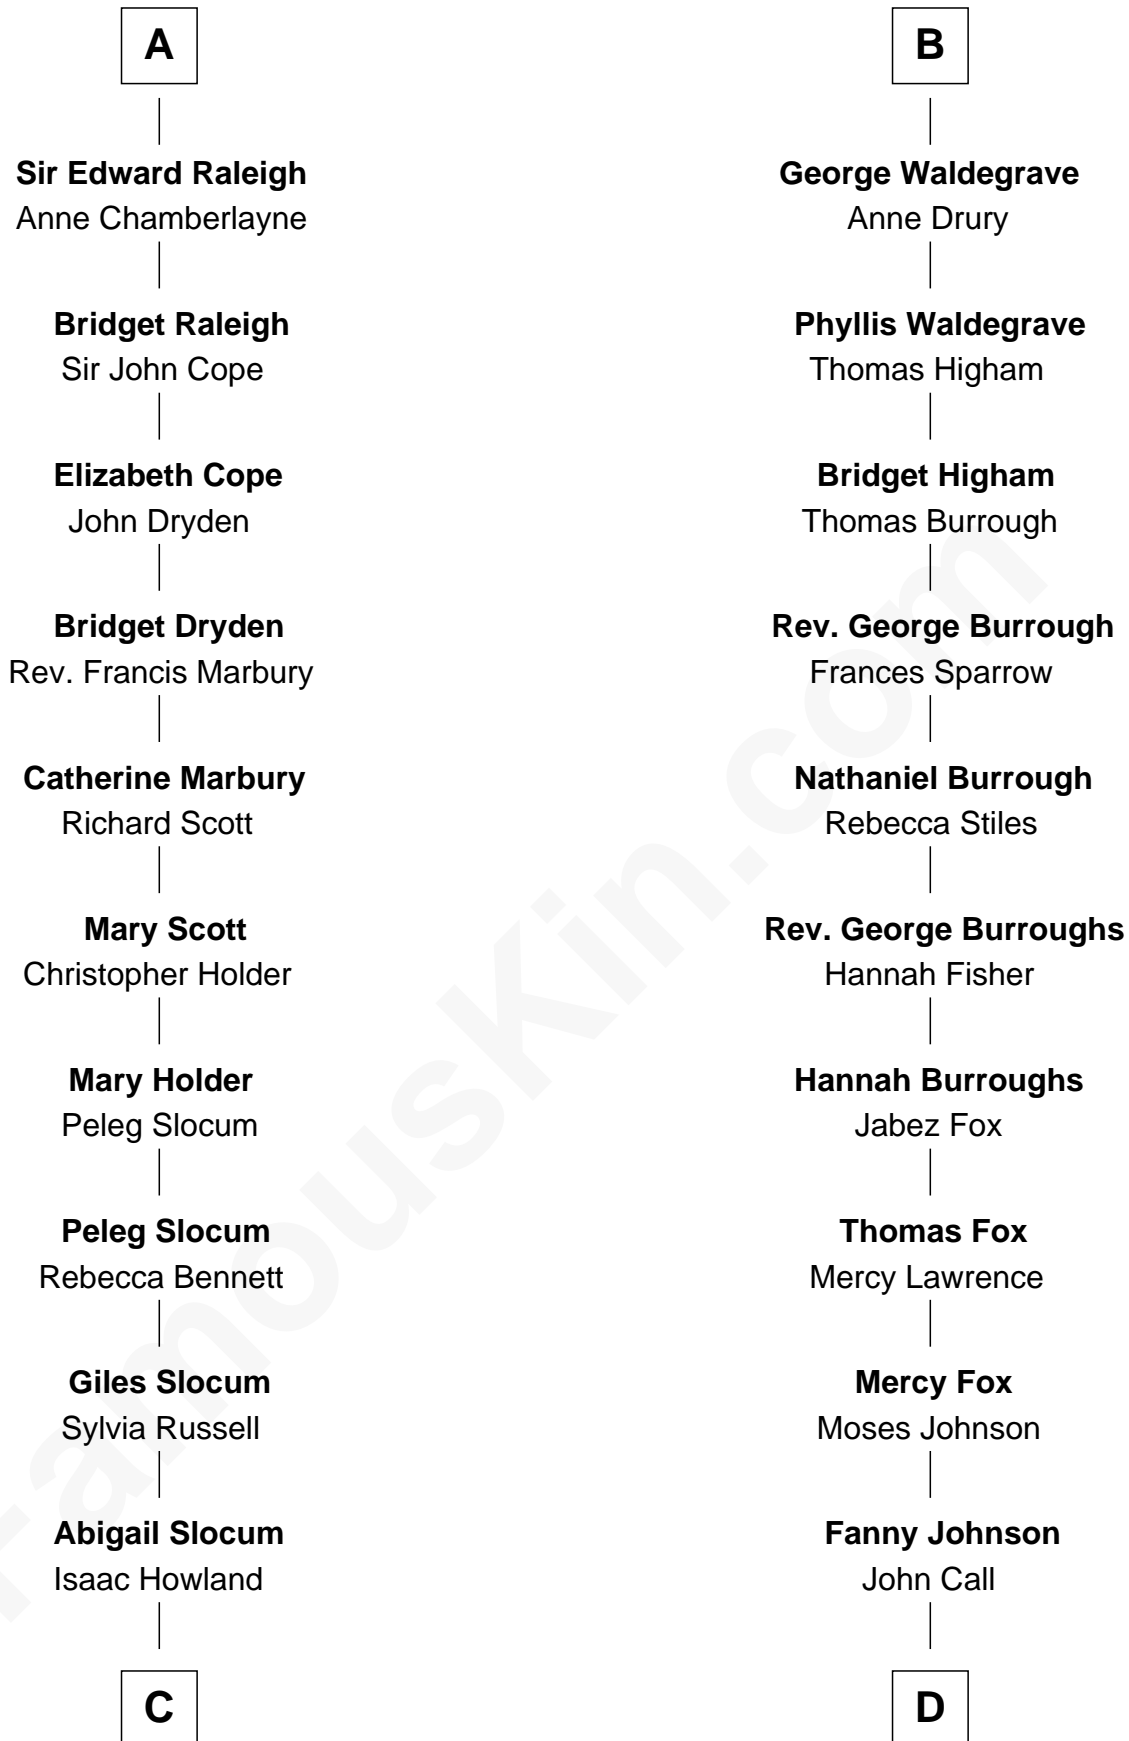 A
Sir Edward Raleigh
Anne Chamberlayne
Bridget Raleigh
Sir John Cope
Elizabeth Cope
John Dryden
Bridget Dryden
Rev. Francis Marbury
Catherine Marbury
Richard Scott
Mary Scott
Christopher Holder
Mary Holder
Peleg Slocum
Peleg Slocum
Rebecca Bennett
Giles Slocum
Sylvia Russell
Abigail Slocum
Isaac Howland
C
B
George Waldegrave
Anne Drury
Phyllis Waldegrave
Thomas Higham
Bridget Higham
Thomas Burrough
Rev. George Burrough
Frances Sparrow
Nathaniel Burrough
Rebecca Stiles
Rev. George Burroughs
Hannah Fisher
Hannah Burroughs
Jabez Fox
Thomas Fox
Mercy Lawrence
Mercy Fox
Moses Johnson
Fanny Johnson
John Call
D
FamousKin.com